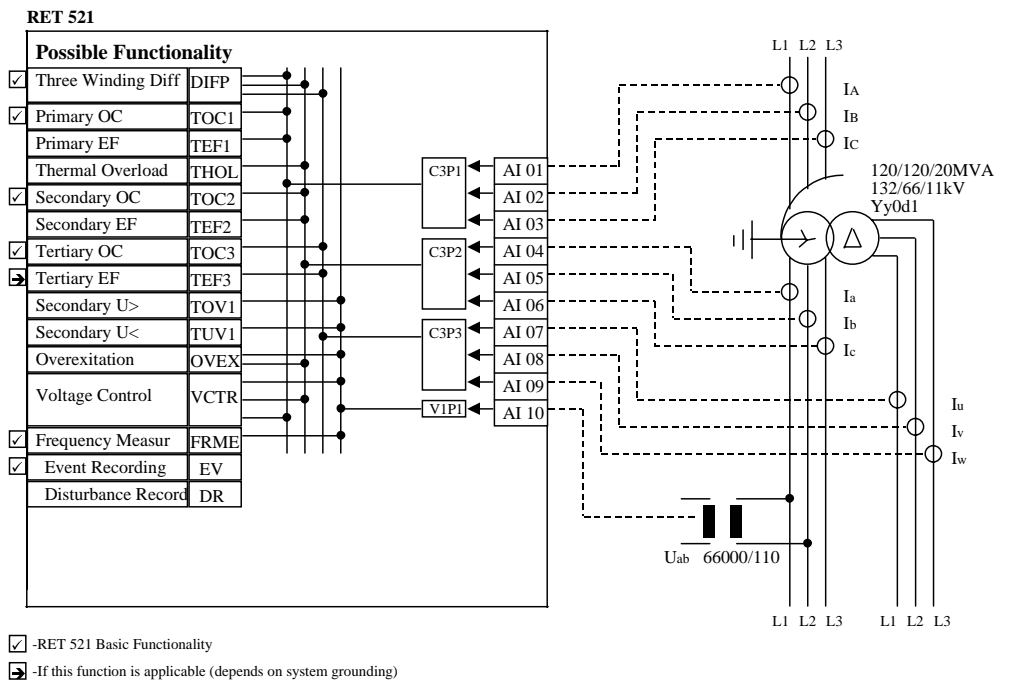 RET 521
Possible Functionality
Three Winding Diff DIFP
Primary OC TOC1
Primary EF TEF1
Thermal Overload THOL
Secondary OC TOC2
Secondary EF TEF2
Tertiary OC TOC3
Tertiary EF TEF3
Secondary U> TOV1
Secondary U< TUV1
Overexitation OVEX
Voltage Control VCTR
Frequency Measur FRME
Event Recording EV
Disturbance Record DR
C3P1
C3P2
C3P3
V1P1
AI 01
AI 02
AI 03
AI 04
AI 05
AI 06
AI 07
AI 08
AI 09
AI 10
L1 L2 L3
IA
IB
IC
120/120/20MVA
132/66/11kV
Yy0d1
Ia
Ib
Ic
Iu
Iv
Iw
Uab 66000/110
L1 L2 L3 L1 L2 L3
-RET 521 Basic Functionality
-If this function is applicable (depends on system grounding)